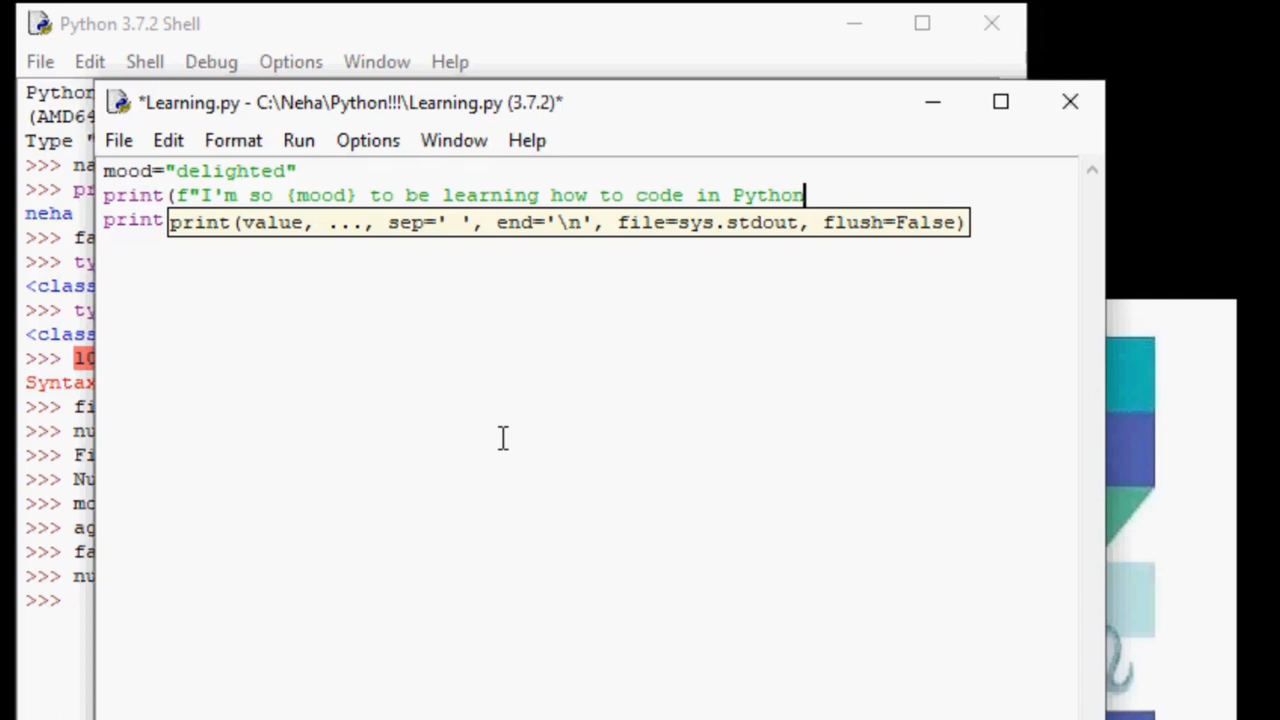 Python 3.7.2 Shell
File Edit Shell Debug Options Window Help
Python
(AMD64
Type "
>>> na
>>> pr
neha
>>> fa
>>> ty
<class
>>> ty
<class
>>> 10
Syntax
>>> fi
>>> nu
>>> Fi
>>> Nu
>>> mo
>>> ag
>>> fa
>>> nu
>>>
*Learning.py - C:\Neha\Python!!!\Learning.py (3.7.2)*
File Edit Format Run Options Window Help
mood="delighted"
print(f"I'm so {mood} to be learning how to code in Python
print
print(value, ..., sep=' ', end='\n', file=sys.stdout, flush=False)